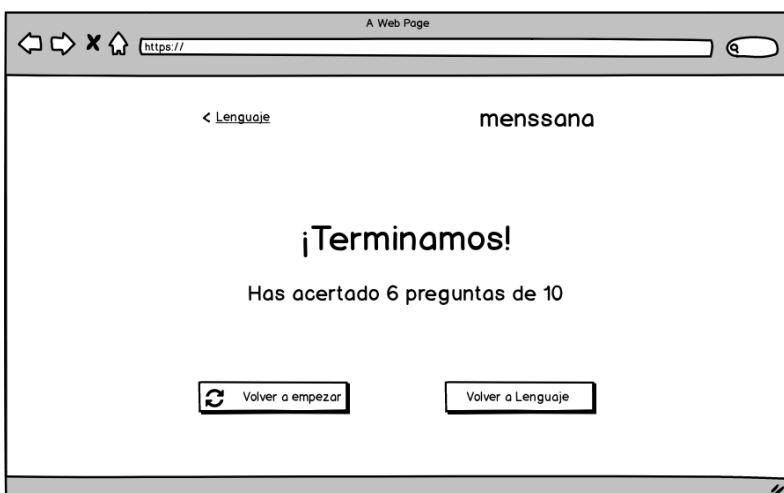 A Web Page
https://
< Lenguaje
menssana
¡Terminamos!
Has acertado 6 preguntas de 10
Volver a empezar
Volver a Lenguaje